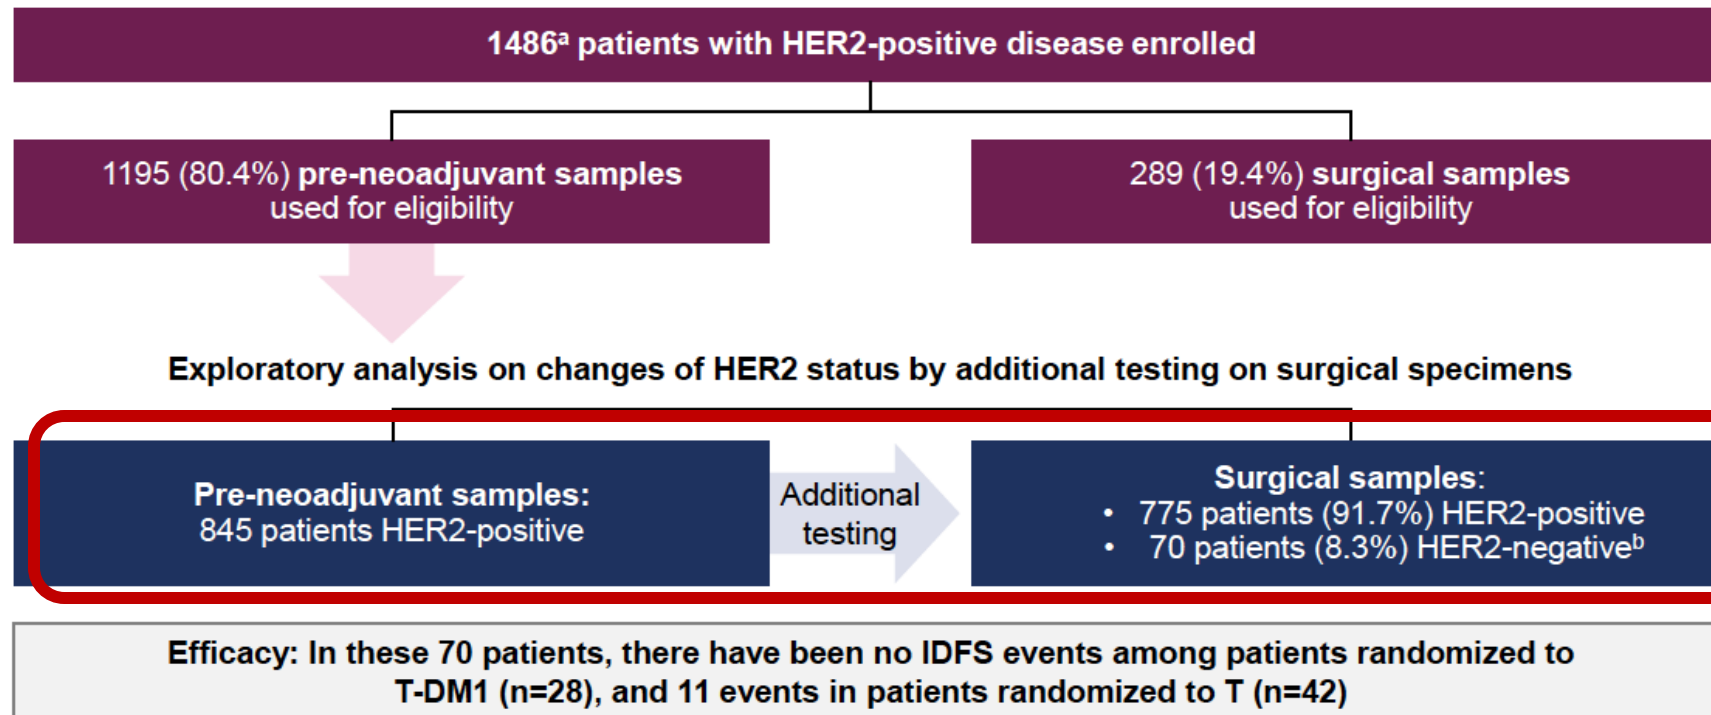 1486ᵃ patients with HER2-positive disease enrolled
1195 (80.4%) pre-neoadjuvant samples
used for eligibility
289 (19.4%) surgical samples
used for eligibility
Exploratory analysis on changes of HER2 status by additional testing on surgical specimens
Pre-neoadjuvant samples:
845 patients HER2-positive
Additional
testing
Surgical samples:
• 775 patients (91.7%) HER2-positive
• 70 patients (8.3%) HER2-negativeᵇ
Efficacy: In these 70 patients, there have been no IDFS events among patients randomized to
T-DM1 (n=28), and 11 events in patients randomized to T (n=42)